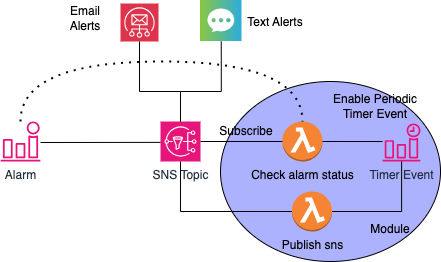 Email
Alerts
Text Alerts
Enable Periodic
Timer Event
Subscribe
Alarm
SNS Topic
Check alarm status
Timer Event
Publish sns
Module